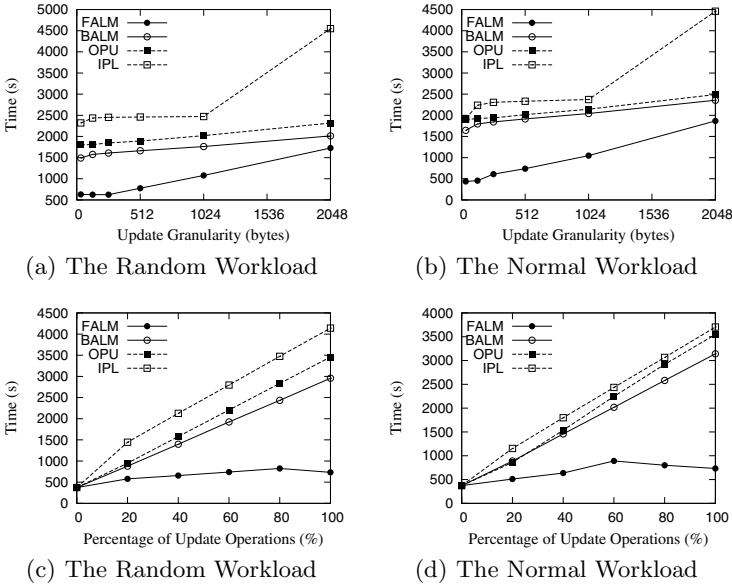 5000
4500
4000
3500
3000
2500
2000
1500
1000
500
Time (s)
FALM
BALM
OPU
IPL
0
512
1024
1536
2048
Update Granularity (bytes)
(a) The Random Workload
4500
4000
3500
3000
2500
2000
1500
1000
500
0
Time (s)
FALM
BALM
OPU
IPL
0
512
1024
1536
2048
Update Granularity (bytes)
(b) The Normal Workload
4500
4000
3500
3000
2500
2000
1500
1000
500
0
Time (s)
FALM
BALM
OPU
IPL
0
20
40
60
80
100
Percentage of Update Operations (%)
(c) The Random Workload
4000
3500
3000
2500
2000
1500
1000
500
0
Time (s)
FALM
BALM
OPU
IPL
0
20
40
60
80
100
Percentage of Update Operations (%)
(d) The Normal Workload